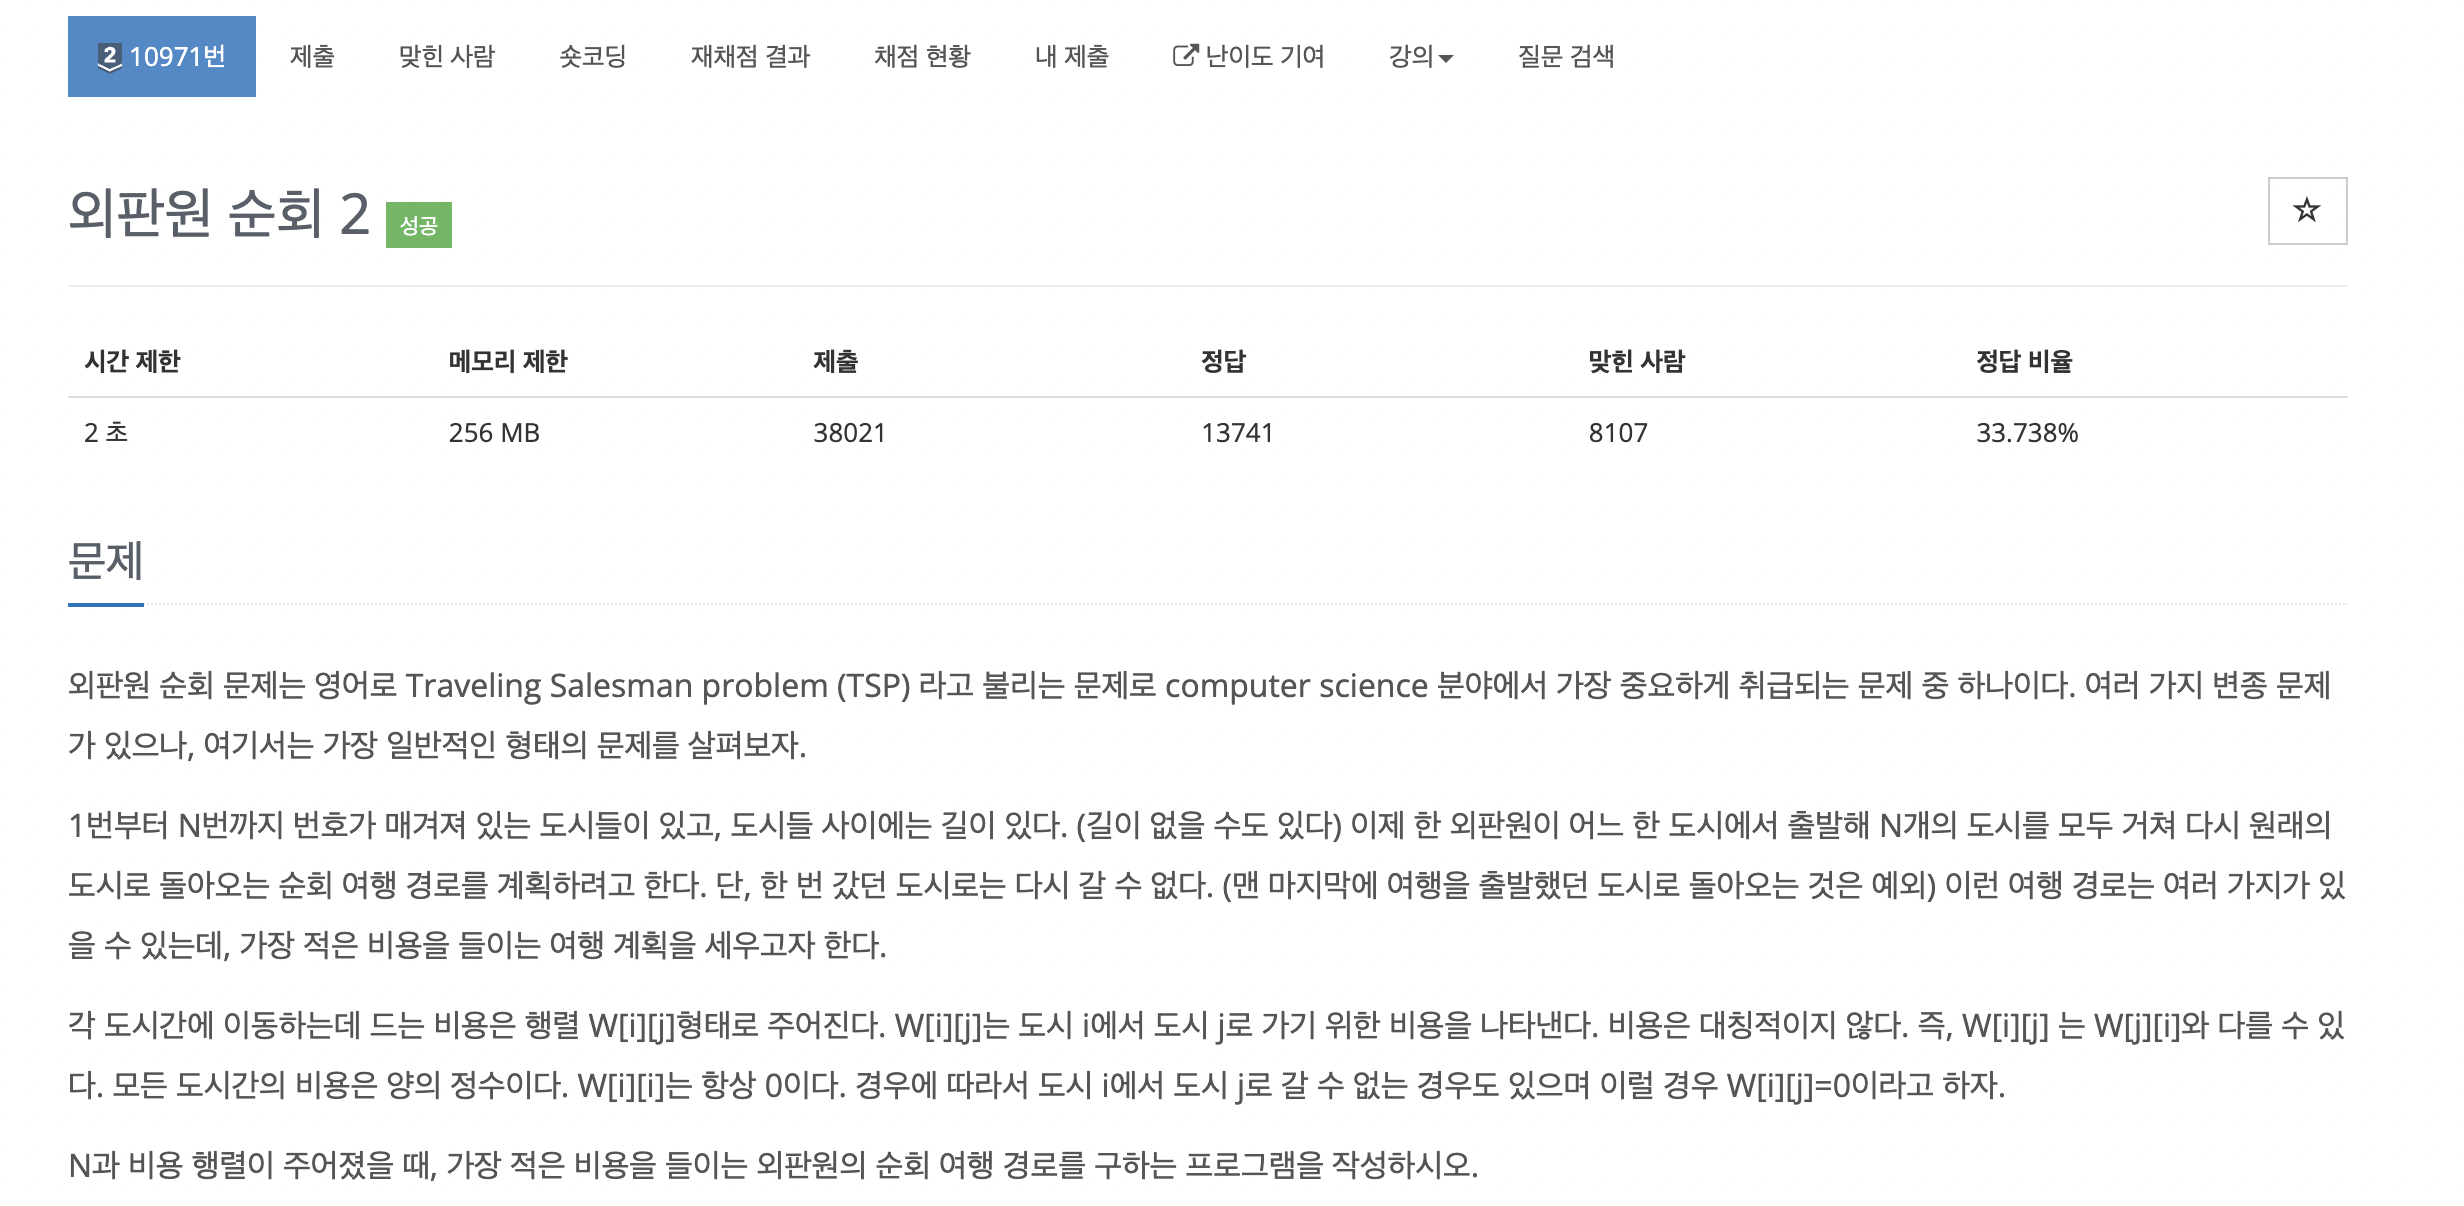 2 10971번 제출 맞힌 사람 숏코딩 재채점 결과 채점 현황 내 제출 난이도 기여 강의 질문 검색
외판원 순회 2 성공
시간 제한 메모리 제한 제출 정답 맞힌 사람 정답 비율
2 초 256 MB 38021 13741 8107 33.738%
문제
외판원 순회 문제는 영어로 Traveling Salesman problem (TSP) 라고 불리는 문제로 computer science 분야에서 가장 중요하게 취급되는 문제 중 하나이다. 여러 가지 변종 문제
가 있으나, 여기서는 가장 일반적인 형태의 문제를 살펴보자.
1번부터 N번까지 번호가 매겨져 있는 도시들이 있고, 도시들 사이에는 길이 있다. (길이 없을 수도 있다) 이제 한 외판원이 어느 한 도시에서 출발해 N개의 도시를 모두 거쳐 다시 원래의
도시로 돌아오는 순회 여행 경로를 계획하려고 한다. 단, 한 번 갔던 도시로는 다시 갈 수 없다. (맨 마지막에 여행을 출발했던 도시로 돌아오는 것은 예외) 이런 여행 경로는 여러 가지가 있
을 수 있는데, 가장 적은 비용을 들이는 여행 계획을 세우고자 한다.
각 도시간에 이동하는데 드는 비용은 행렬 W[i][j]형태로 주어진다. W[i][j]는 도시 i에서 도시 j로 가기 위한 비용을 나타낸다. 비용은 대칭적이지 않다. 즉, W[i][j] 는 W[j][i]와 다를 수 있
다. 모든 도시간의 비용은 양의 정수이다. W[i][i]는 항상 0이다. 경우에 따라서 도시 i에서 도시 j로 갈 수 없는 경우도 있으며 이럴 경우 W[i][j]=0이라고 하자.
N과 비용 행렬이 주어졌을 때, 가장 적은 비용을 들이는 외판원의 순회 여행 경로를 구하는 프로그램을 작성하시오.